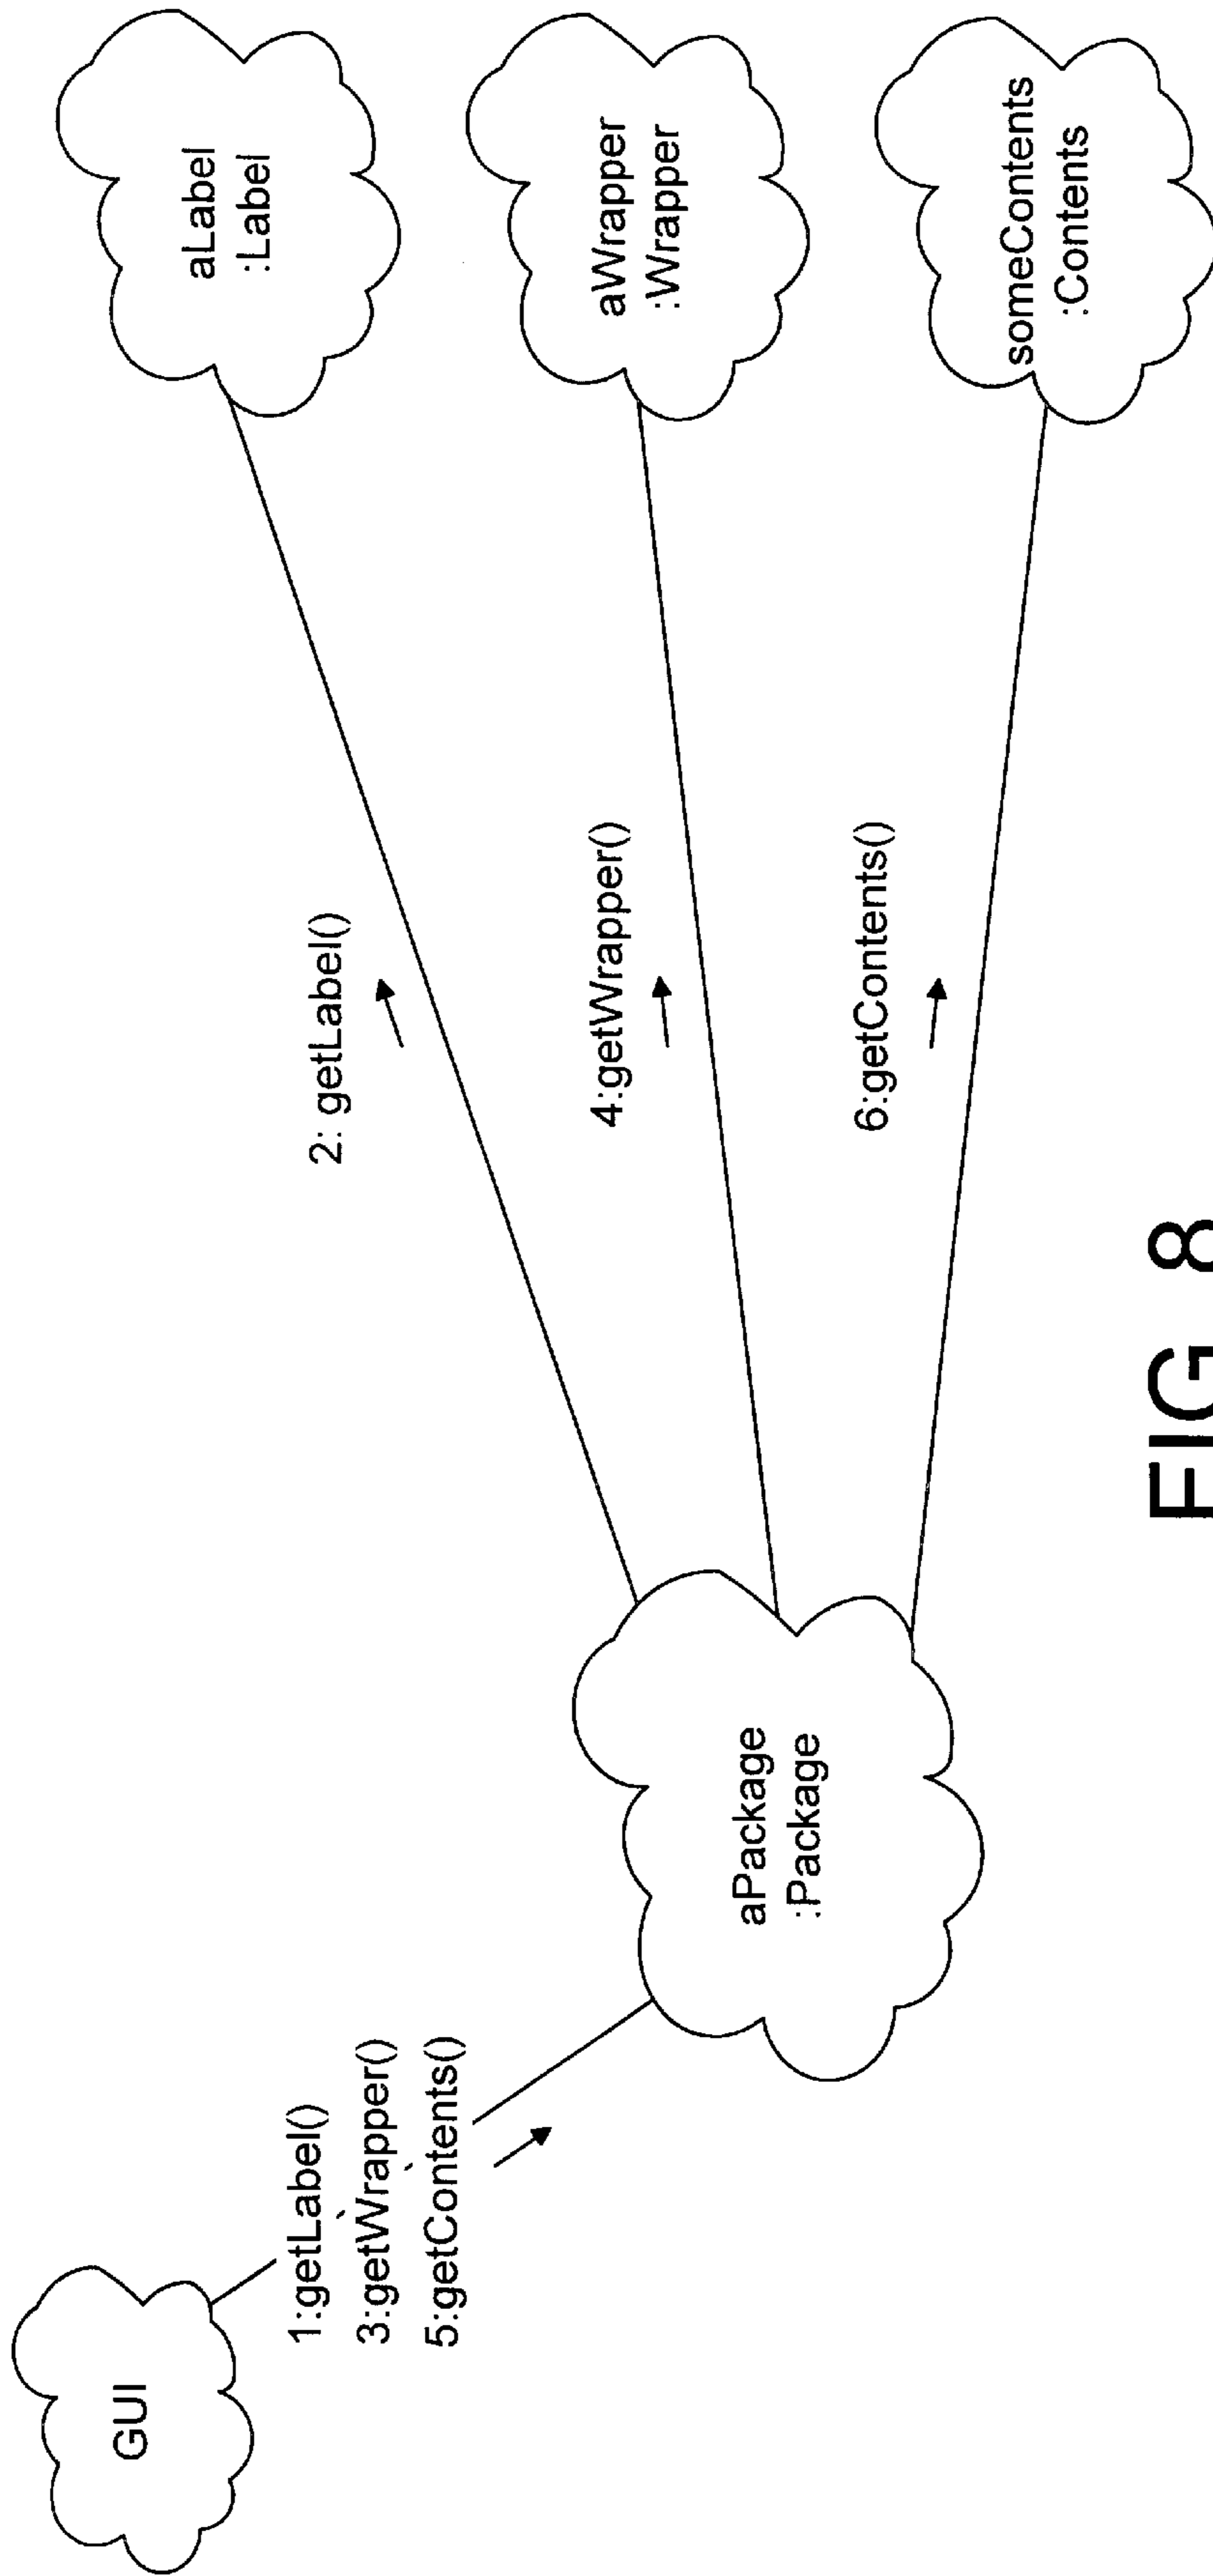 GUI
1:getLabel()
3:getWrapper()
5:getContents()
aPackage
:Package
2: getLabel()
4:getWrapper()
6:getContents()
aLabel
:Label
aWrapper
:Wrapper
someContents
:Contents
FIG 8